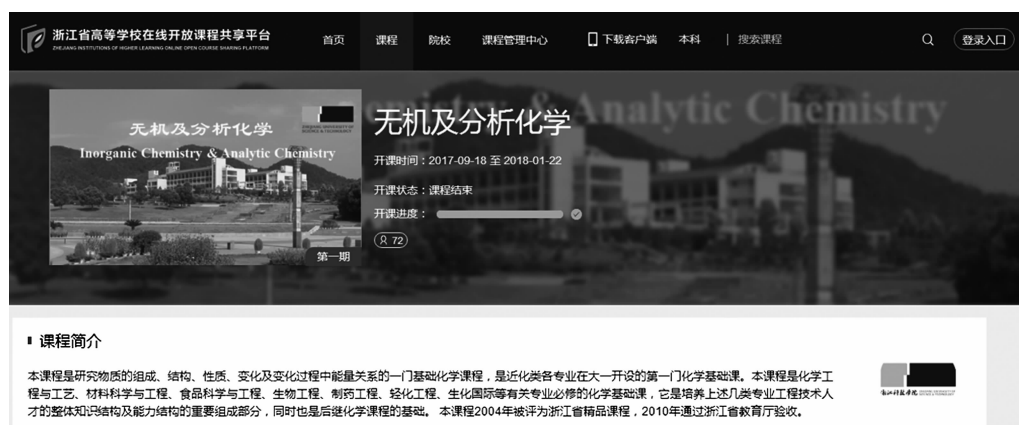 浙江省高等学校在线开放课程共享平台
ZHEJIANG INSTITUTIONS OF HIGHER LEARNING ONLINE OPEN COURSE SHARING PLATFORM
首页 课程 院校 课程管理中心 下载客户端 本科 | 搜索课程 登录入口
Analytic Chemistry
无机及分析化学
Inorganic Chemistry & Analytic Chemistry
第一期
无机及分析化学
开课时间：2017-09-18 至 2018-01-22
开课状态：课程结束
开课进度：
72
课程简介
本课程是研究物质的组成、结构、性质、变化及变化过程中能量关系的一门基础化学课程，是近化类各专业在大一开设的第一门化学基础课。本课程是化学工
程与工艺、材料科学与工程、食品科学与工程、生物工程、制药工程、轻化工程、生化国际等有关专业必修的化学基础课，它是培养上述几类专业工程技术人
才的整体知识结构及能力结构的重要组成部分，同时也是后继化学课程的基础。 本课程2004年被评为浙江省精品课程，2010年通过浙江省教育厅验收。
浙江科技学院